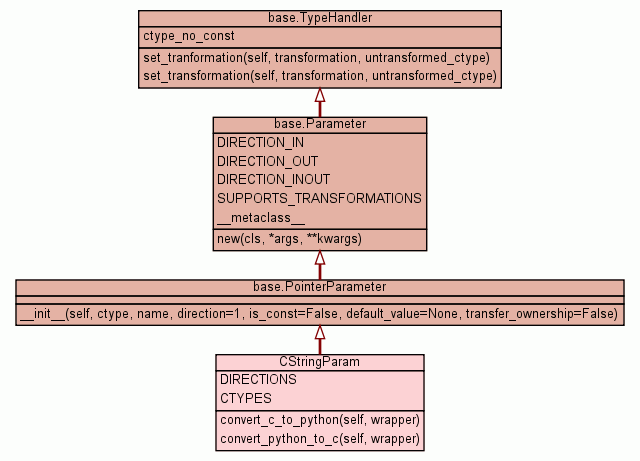 base.TypeHandler
ctype_no_const
set_tranformation(self, transformation, untransformed_ctype)
set_transformation(self, transformation, untransformed_ctype)
base.Parameter
DIRECTION_IN
DIRECTION_OUT
DIRECTION_INOUT
SUPPORTS_TRANSFORMATIONS
__metaclass__
new(cls, *args, **kwargs)
base.PointerParameter
__init__(self, ctype, name, direction=1, is_const=False, default_value=None, transfer_ownership=False)
CStringParam
DIRECTIONS
CTYPES
convert_c_to_python(self, wrapper)
convert_python_to_c(self, wrapper)